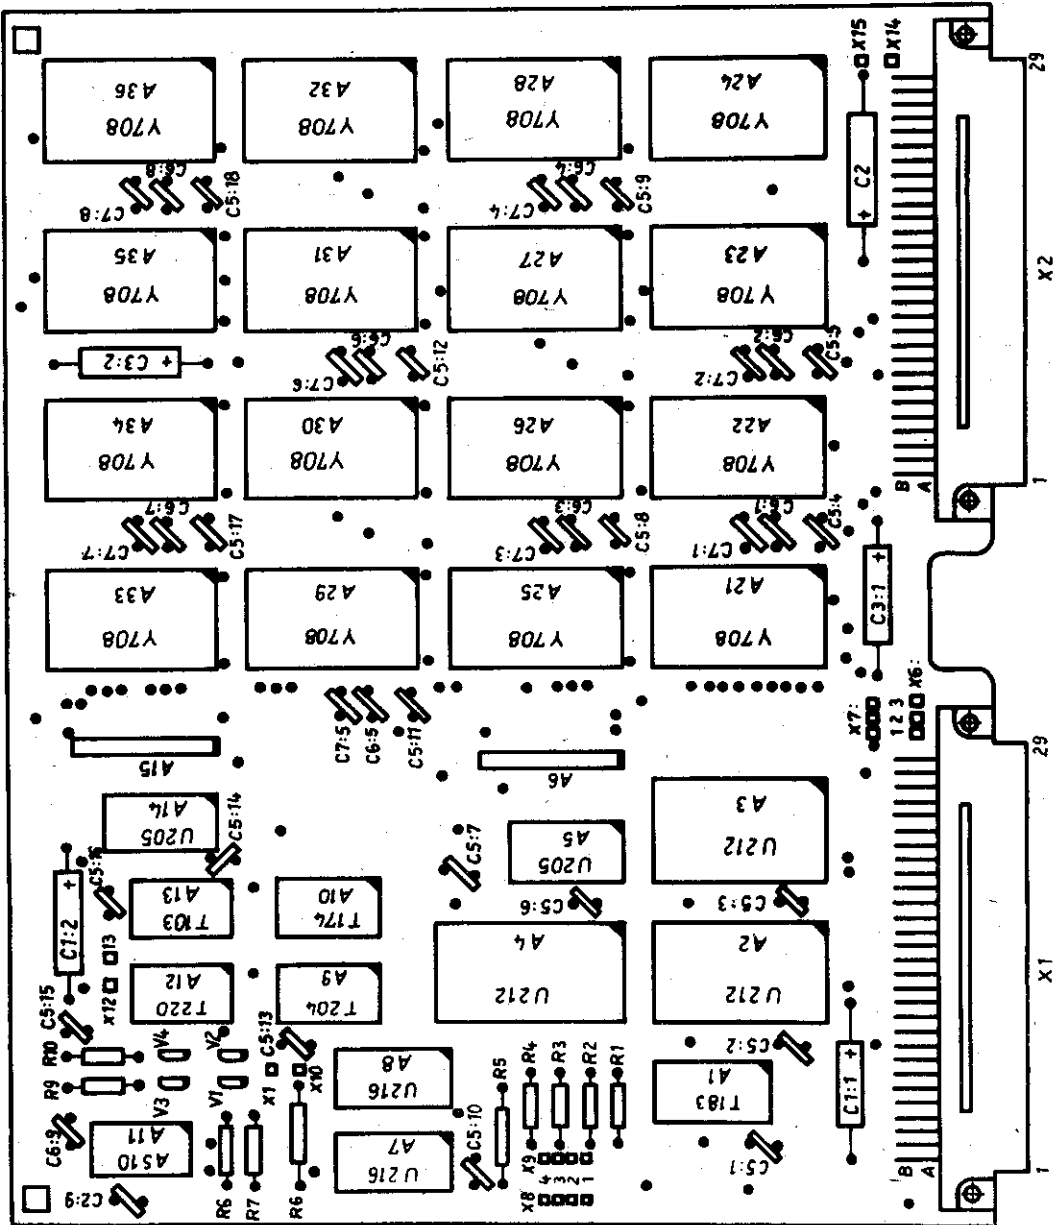 A36
Y708
A32
Y708
A28
Y708
A24
Y708
X15
X14
29
C6:8
C7:8
C5:18
C6:4
C7:4
C5:9
C2
+
A35
Y708
A31
Y708
A27
Y708
A23
Y708
X2
C3:2
+
C6:6
C7:6
C5:12
C6:2
C7:2
C5:5
A34
Y708
A30
Y708
A26
Y708
A22
Y708
B
A
1
C6:7
C7:7
C5:17
C6:3
C7:3
C5:8
C6:1
C7:1
C5:4
A33
Y708
A29
Y708
A25
Y708
A21
Y708
C3:1
+
C7:5
C6:5
C5:11
X7:
X6:
1 2 3
A15
A6
29
A14
U205
C5:14
C5:7
A5
U205
A3
U212
C5:16
C1:2
+
A13
T103
A10
T174
C5:6
C5:3
X12
13
A12
T220
A9
T204
A4
U212
A2
U212
X1
C5:15
R10
R9
V4
V2
V3
V1
C5:13
X1
X10
A8
U216
R5
R4
R3
R2
R1
C5:2
A1
T183
C1:1
+
C6:9
A11
AS10
C2:9
R6
R7
R6
A7
U216
C5:10
X9
X8
4
3
2
1
C5:1
B
A
1